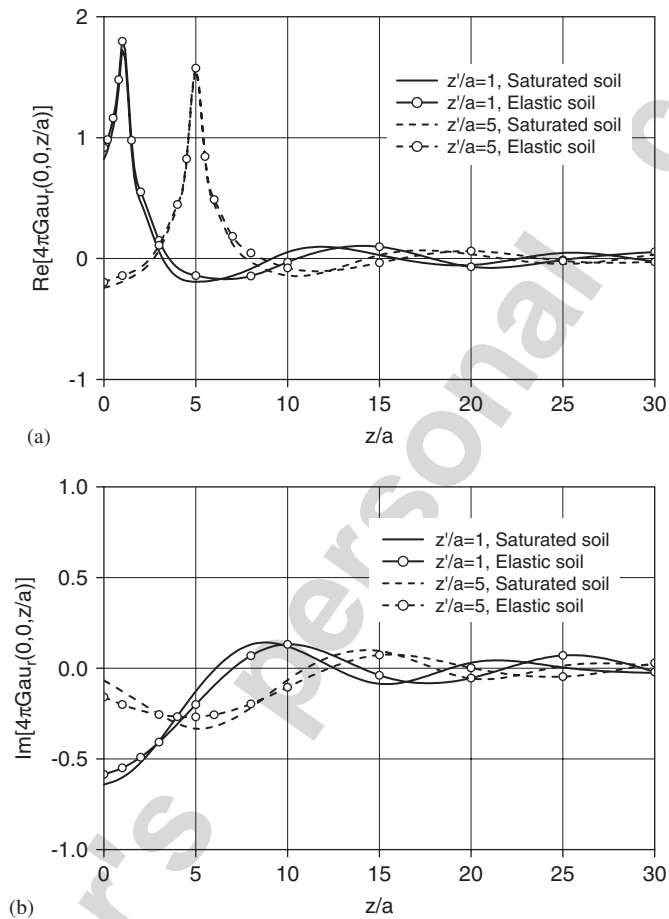 2
z'/a=1, Saturated soil
z'/a=1, Elastic soil
z'/a=5, Saturated soil
z'/a=5, Elastic soil
1
0
-1
Re[4πGauᵣ(0,0,z/a)]
0 5 10 15 20 25 30
(a)
z/a
1.0
z'/a=1, Saturated soil
z'/a=1, Elastic soil
z'/a=5, Saturated soil
z'/a=5, Elastic soil
0.5
0.0
-0.5
-1.0
Im[4πGauᵣ(0,0,z/a)]
0 5 10 15 20 25 30
(b)
z/a
r's personal c